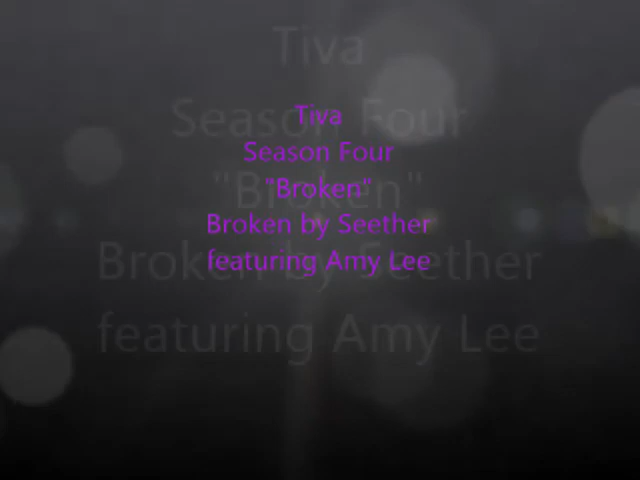 Tiva
Season Four
"Broken"
Broken by Seether
featuring Amy Lee